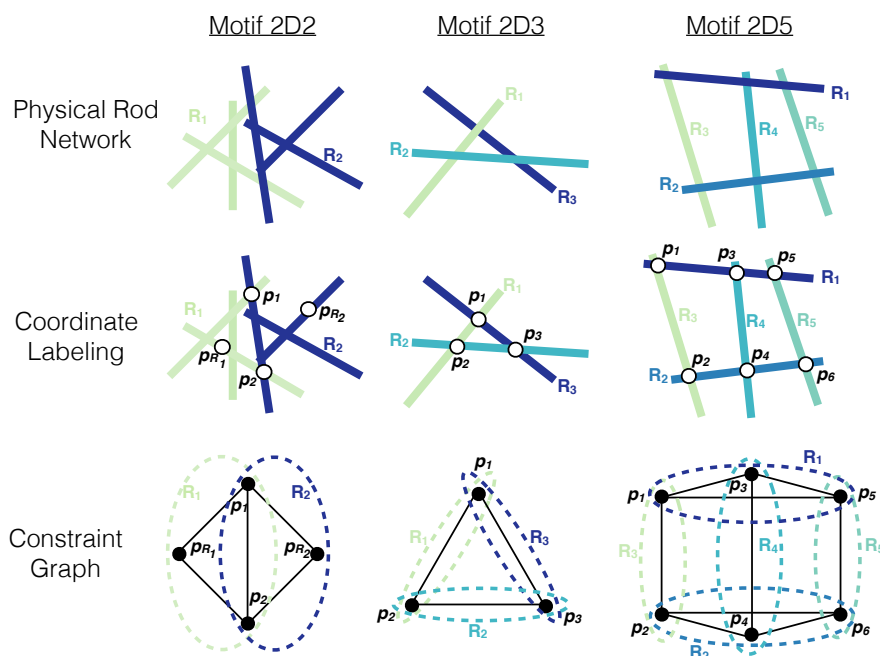 Motif 2D2 Motif 2D3 Motif 2D5
Physical Rod
Network
R1
R2
R1
R2
R3
R1
R3
R4
R5
R2
Coordinate
Labeling
R1
p1
pR2
R2
pR1
p2
R1
p1
R2
p3
p2
R3
p1
p3
p5
R1
R3
R4
R5
p2
p4
R2
p6
Constraint
Graph
R1
R2
p1
pR1
pR2
p2
p1
R1
R3
p2
R2
p3
R1
p1
p3
p5
R3
R4
R5
p2
p4
p6
R2